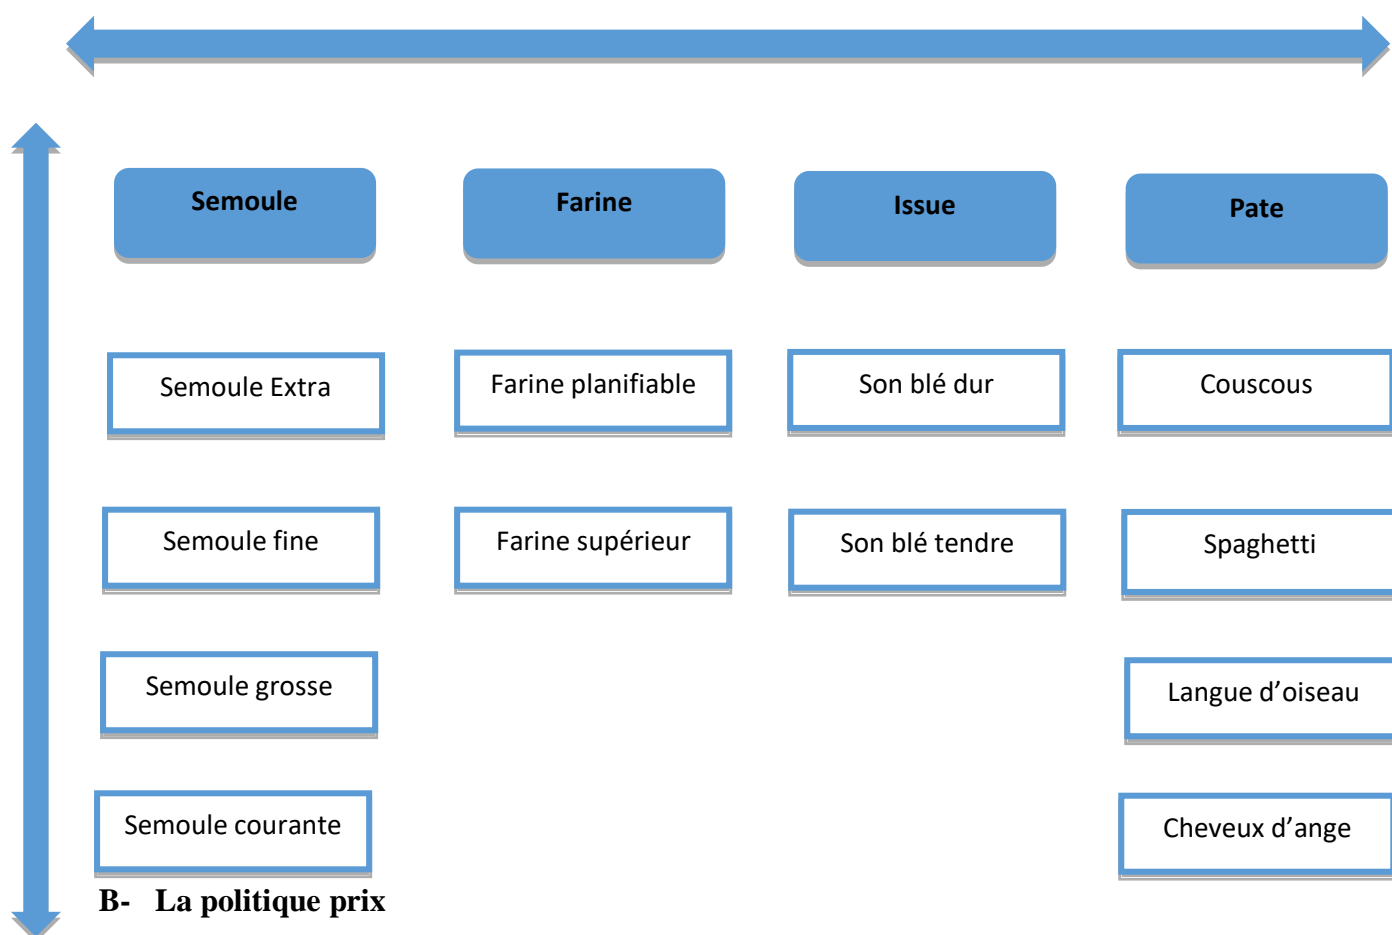 Semoule
Farine
Issue
Pate
Semoule Extra
Farine planifiable
Son blé dur
Couscous
Semoule fine
Farine supérieur
Son blé tendre
Spaghetti
Semoule grosse
Langue d’oiseau
Semoule courante
Cheveux d’ange
B- La politique prix